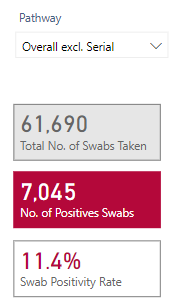 Pathway
Overall excl. Serial
61,690
Total No. of Swabs Taken
7,045
No. of Positives Swabs
11.4%
Swab Positivity Rate